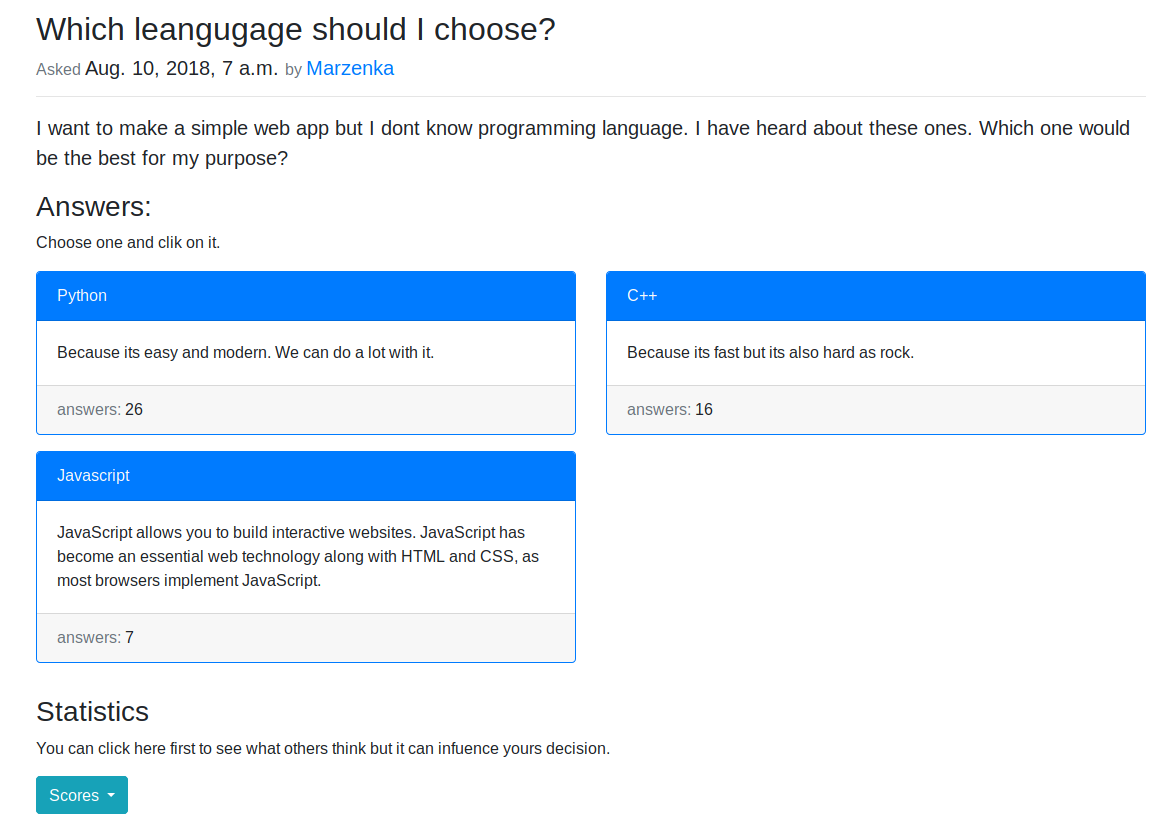 Which leangugage should I choose?
Asked Aug. 10, 2018, 7 a.m. by Marzenka
I want to make a simple web app but I dont know programming language. I have heard about these ones. Which one would
be the best for my purpose?
Answers:
Choose one and clik on it.
Python
Because its easy and modern. We can do a lot with it.
answers: 26
C++
Because its fast but its also hard as rock.
answers: 16
Javascript
JavaScript allows you to build interactive websites. JavaScript has
become an essential web technology along with HTML and CSS, as
most browsers implement JavaScript.
answers: 7
Statistics
You can click here first to see what others think but it can infuence yours decision.
Scores